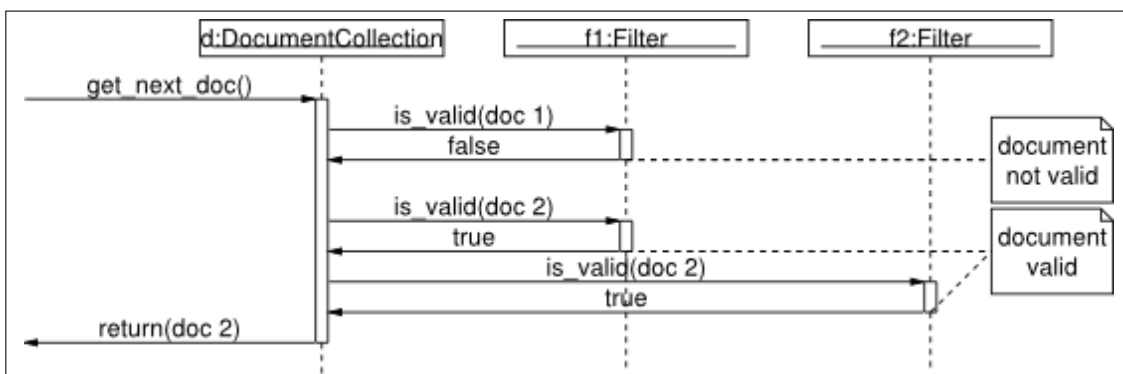 d:DocumentCollection
f1:Filter
f2:Filter
get_next_doc()
is_valid(doc 1)
false
document
not valid
is_valid(doc 2)
true
document
valid
is_valid(doc 2)
true
return(doc 2)